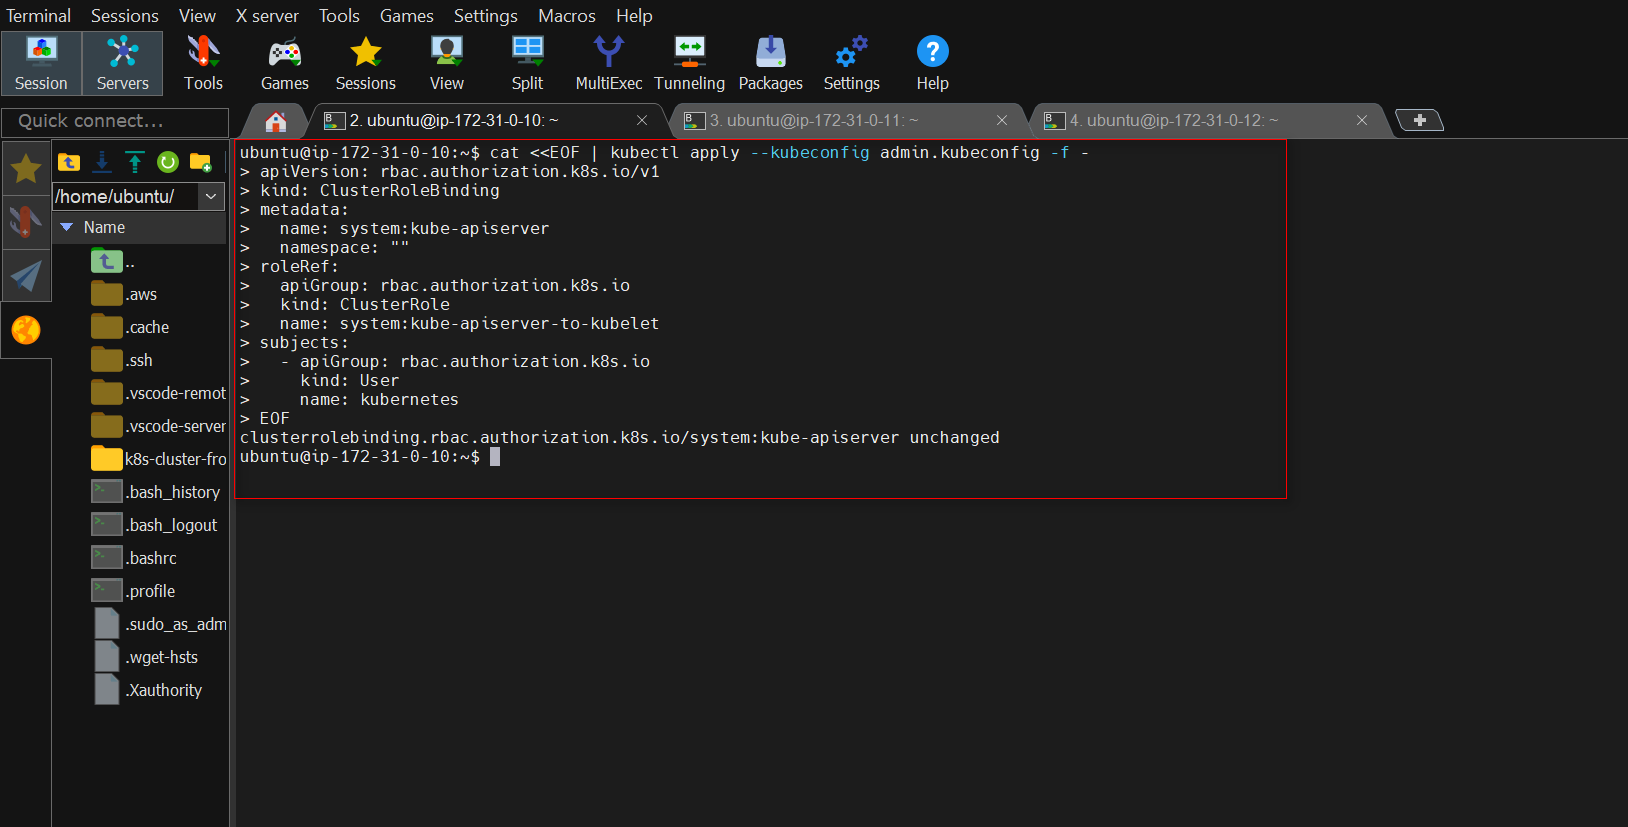 Terminal Sessions View X server Tools Games Settings Macros Help
Session Servers Tools Games Sessions View Split MultiExec Tunneling Packages Settings Help
Quick connect...
2. ubuntu@ip-172-31-0-10: ~
3. ubuntu@ip-172-31-0-11: ~
4. ubuntu@ip-172-31-0-12: ~
/home/ubuntu/
Name
..
.aws
.cache
.ssh
.vscode-remot
.vscode-server
k8s-cluster-fro
.bash_history
.bash_logout
.bashrc
.profile
.sudo_as_adm
.wget-hsts
.Xauthority
ubuntu@ip-172-31-0-10:~$ cat <<EOF | kubectl apply --kubeconfig admin.kubeconfig -f -
> apiVersion: rbac.authorization.k8s.io/v1
> kind: ClusterRoleBinding
> metadata:
>   name: system:kube-apiserver
>   namespace: ""
> roleRef:
>   apiGroup: rbac.authorization.k8s.io
>   kind: ClusterRole
>   name: system:kube-apiserver-to-kubelet
> subjects:
>   - apiGroup: rbac.authorization.k8s.io
>     kind: User
>     name: kubernetes
> EOF
clusterrolebinding.rbac.authorization.k8s.io/system:kube-apiserver unchanged
ubuntu@ip-172-31-0-10:~$